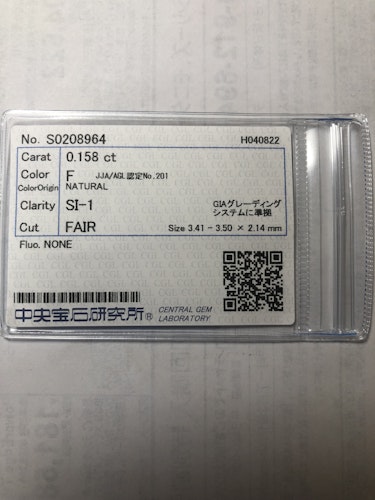 No. S0208964 H040822
Carat 0.158 ct
Color F JJA/AGL認定No.201
ColorOrigin NATURAL
Clarity SI-1 GIAグレーディング
システムに準拠
Cut FAIR Size 3.41 - 3.50 × 2.14 mm
Fluo. NONE
中央宝石研究所® CENTRAL GEM
LABORATORY